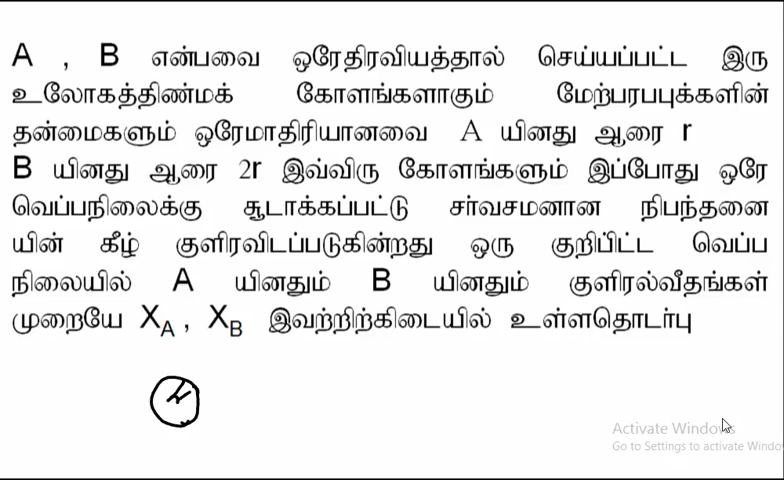 A , B என்பவை ஒரேதிரவியத்தால் செய்யப்பட்ட இரு
உலோகத்திண்மக் கோளங்களாகும் மேற்பரபபுக்களின்
தன்மைகளும் ஒரேமாதிரியானவை A யினது ஆரை r
B யினது ஆரை 2r இவ்விரு கோளங்களும் இப்போது ஒரே
வெப்பநிலைக்கு சூடாக்கப்பட்டு சர்வசமனான நிபந்தனை
யின் கீழ் குளிரவிடப்படுகின்றது ஒரு குறிப்பிட்ட வெப்ப
நிலையில் A யினதும் B யினதும் குளிரல்வீதங்கள்
முறையே X_A , X_B இவற்றிற்கிடையில் உள்ளதொடர்பு
Activate Windows
Go to Settings to activate Windo